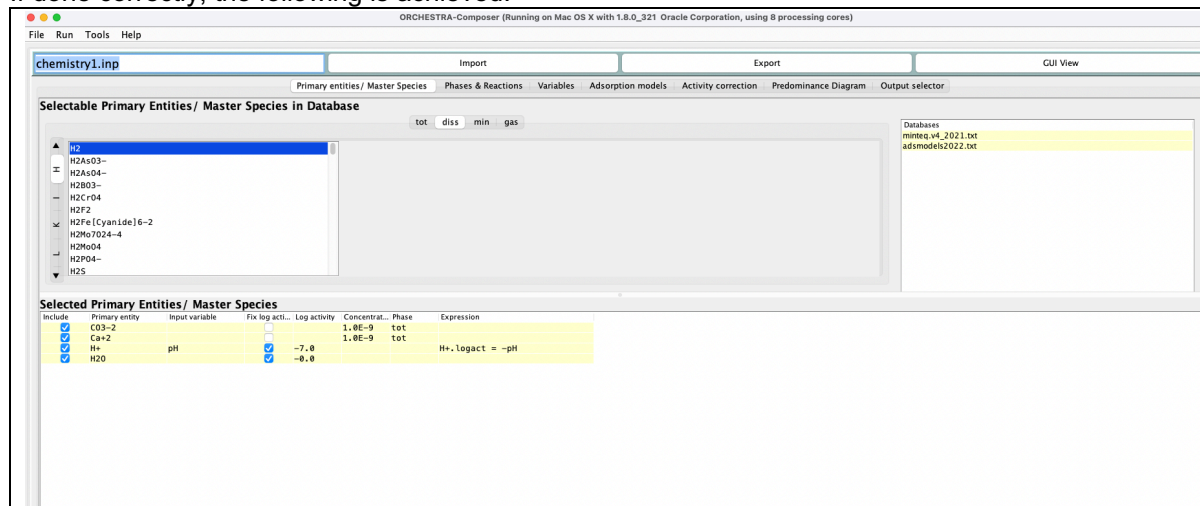 If done correctly, the following is achieved:
ORCHESTRA-Composer (Running on Mac OS X with 1.8.0_321 Oracle Corporation, using 8 processing cores)
File Run Tools Help
chemistry1.inp Import Export GUI View
Primary entities/ Master Species Phases & Reactions Variables Adsorption models Activity correction Predominance Diagram Output selector
Selectable Primary Entities/ Master Species in Database
tot diss min gas
Databases
minteq.v4_2021.txt
adsmodels2022.txt
H2
H2AsO3-
H
H2AsO4-
H2BO3-
I
H2CrO4
H2F2
K
H2Fe[Cyanide]6-2
H2Mo7O24-4
H2MoO4
L
H2PO4-
H2S
Selected Primary Entities/ Master Species
Include Primary entity Input variable Fix log acti... Log activity Concentrat... Phase Expression
CO3-2 1.0E-9 tot
Ca+2 1.0E-9 tot
H+ pH -7.0 H+.logact = -pH
H2O -0.0